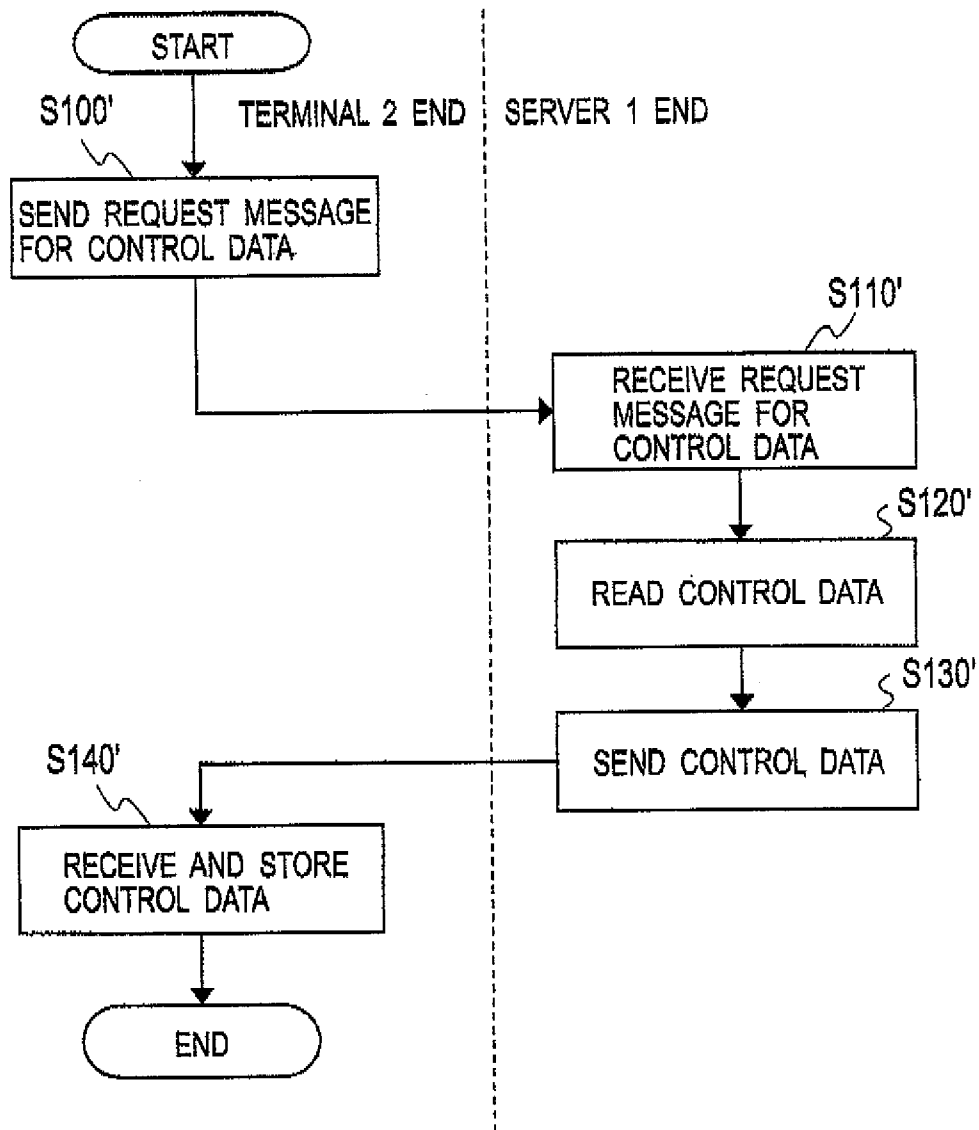 START
S100'
TERMINAL 2 END
SERVER 1 END
SEND REQUEST MESSAGE
FOR CONTROL DATA
S110'
RECEIVE REQUEST
MESSAGE FOR
CONTROL DATA
S120'
READ CONTROL DATA
S130'
SEND CONTROL DATA
S140'
RECEIVE AND STORE
CONTROL DATA
END